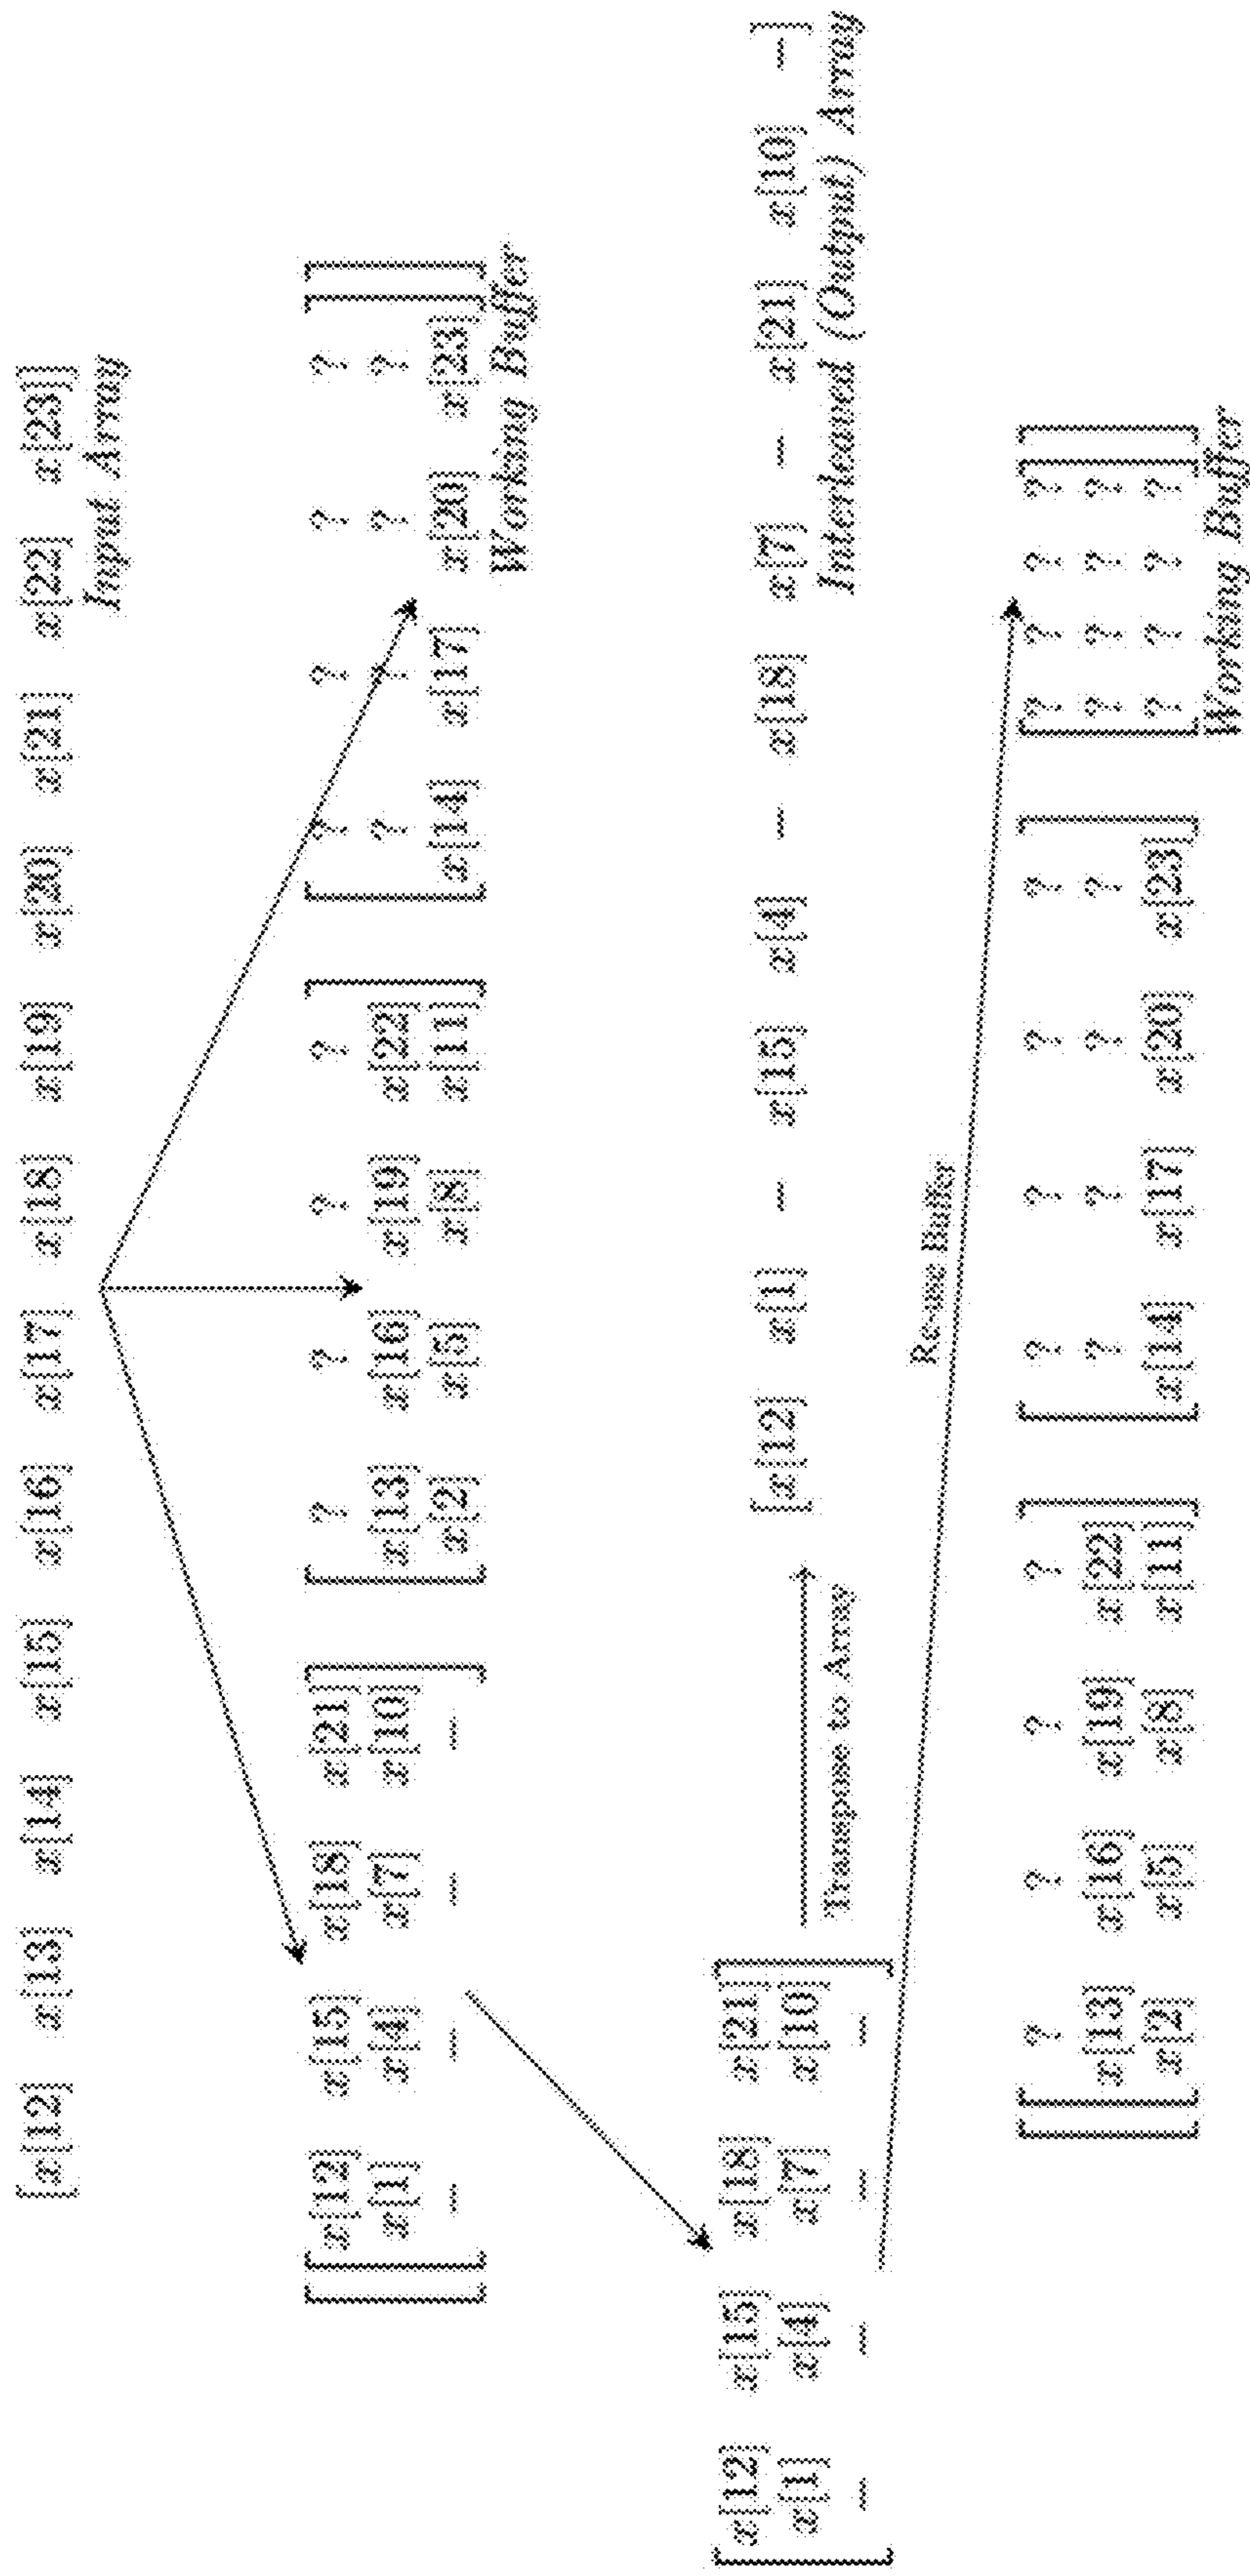 [x[12] x[13] x[14] x[15] x[16] x[17] x[18] x[19] x[20] x[21] x[22] x[23]]
Input Array
[[x[12] x[15] x[18] x[21]] [? ? ? ?] [? ? ? ?]]
[[x[1] x[4] x[7] x[10]] [x[13] x[16] x[19] x[22]] [? ? ? ?]]
[[− − − −] [x[2] x[5] x[8] x[11]] [x[14] x[17] x[20] x[23]]]
Working Buffer
[x[12] x[15] x[18] x[21]]
[x[1] x[4] x[7] x[10]]
[− − − −]
Transpose to Array
[x[12] x[1] − x[15] x[4] − x[18] x[7] − x[21] x[10] −]
Interleaved (Output) Array
Re-use Buffer
[[? ? ? ?] [? ? ? ?] [? ? ? ?]]
[[x[13] x[16] x[19] x[22]] [? ? ? ?] [? ? ? ?]]
[[x[2] x[5] x[8] x[11]] [x[14] x[17] x[20] x[23]] [? ? ? ?]]
Working Buffer